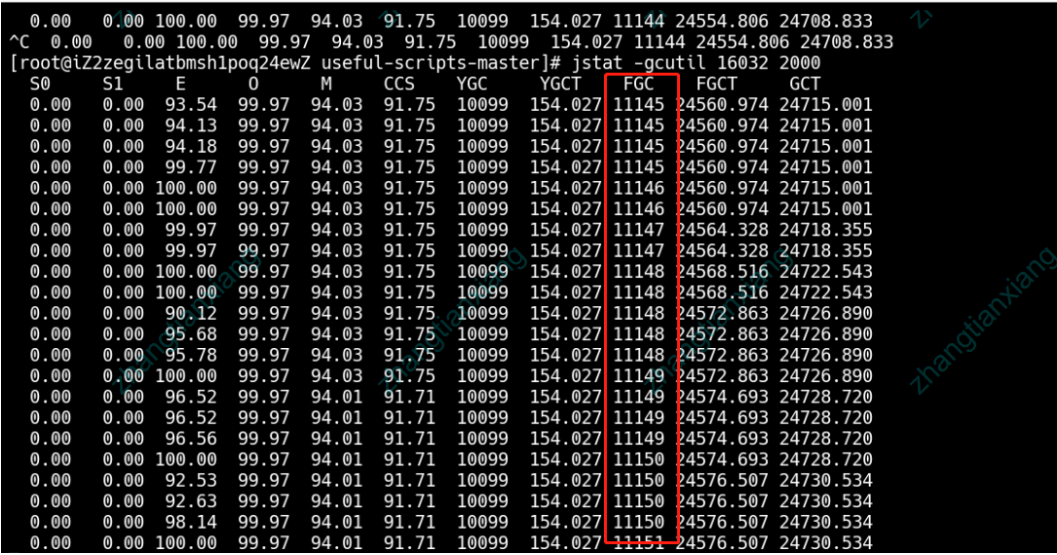 0.00 0.00 100.00 99.97 94.03 91.75 10099 154.027 11144 24554.806 24708.833
^C 0.00 0.00 100.00 99.97 94.03 91.75 10099 154.027 11144 24554.806 24708.833
[root@iZ2zegilatbmsh1poq24ewZ useful-scripts-master]# jstat -gcutil 16032 2000
S0 S1 E O M CCS YGC YGCT FGC FGCT GCT
0.00 0.00 93.54 99.97 94.03 91.75 10099 154.027 11145 24560.974 24715.001
0.00 0.00 94.13 99.97 94.03 91.75 10099 154.027 11145 24560.974 24715.001
0.00 0.00 94.18 99.97 94.03 91.75 10099 154.027 11145 24560.974 24715.001
0.00 0.00 99.77 99.97 94.03 91.75 10099 154.027 11145 24560.974 24715.001
0.00 0.00 100.00 99.97 94.03 91.75 10099 154.027 11146 24560.974 24715.001
0.00 0.00 100.00 99.97 94.03 91.75 10099 154.027 11146 24560.974 24715.001
0.00 0.00 99.97 99.97 94.03 91.75 10099 154.027 11147 24564.328 24718.355
0.00 0.00 99.97 99.97 94.03 91.75 10099 154.027 11147 24564.328 24718.355
0.00 0.00 100.00 99.97 94.03 91.75 10099 154.027 11148 24568.516 24722.543
0.00 0.00 100.00 99.97 94.03 91.75 10099 154.027 11148 24568.516 24722.543
0.00 0.00 90.12 99.97 94.03 91.75 10099 154.027 11148 24572.863 24726.890
0.00 0.00 95.68 99.97 94.03 91.75 10099 154.027 11148 24572.863 24726.890
0.00 0.00 95.78 99.97 94.03 91.75 10099 154.027 11148 24572.863 24726.890
0.00 0.00 100.00 99.97 94.03 91.75 10099 154.027 11149 24572.863 24726.890
0.00 0.00 96.52 99.97 94.01 91.71 10099 154.027 11149 24574.693 24728.720
0.00 0.00 96.52 99.97 94.01 91.71 10099 154.027 11149 24574.693 24728.720
0.00 0.00 96.56 99.97 94.01 91.71 10099 154.027 11149 24574.693 24728.720
0.00 0.00 100.00 99.97 94.01 91.71 10099 154.027 11150 24574.693 24728.720
0.00 0.00 92.53 99.97 94.01 91.71 10099 154.027 11150 24576.507 24730.534
0.00 0.00 92.63 99.97 94.01 91.71 10099 154.027 11150 24576.507 24730.534
0.00 0.00 98.14 99.97 94.01 91.71 10099 154.027 11150 24576.507 24730.534
0.00 0.00 100.00 99.97 94.01 91.71 10099 154.027 11151 24576.507 24730.534
zhangtianxiang
zhangtianxiang
zhangtianxiang
zhangtianxiang